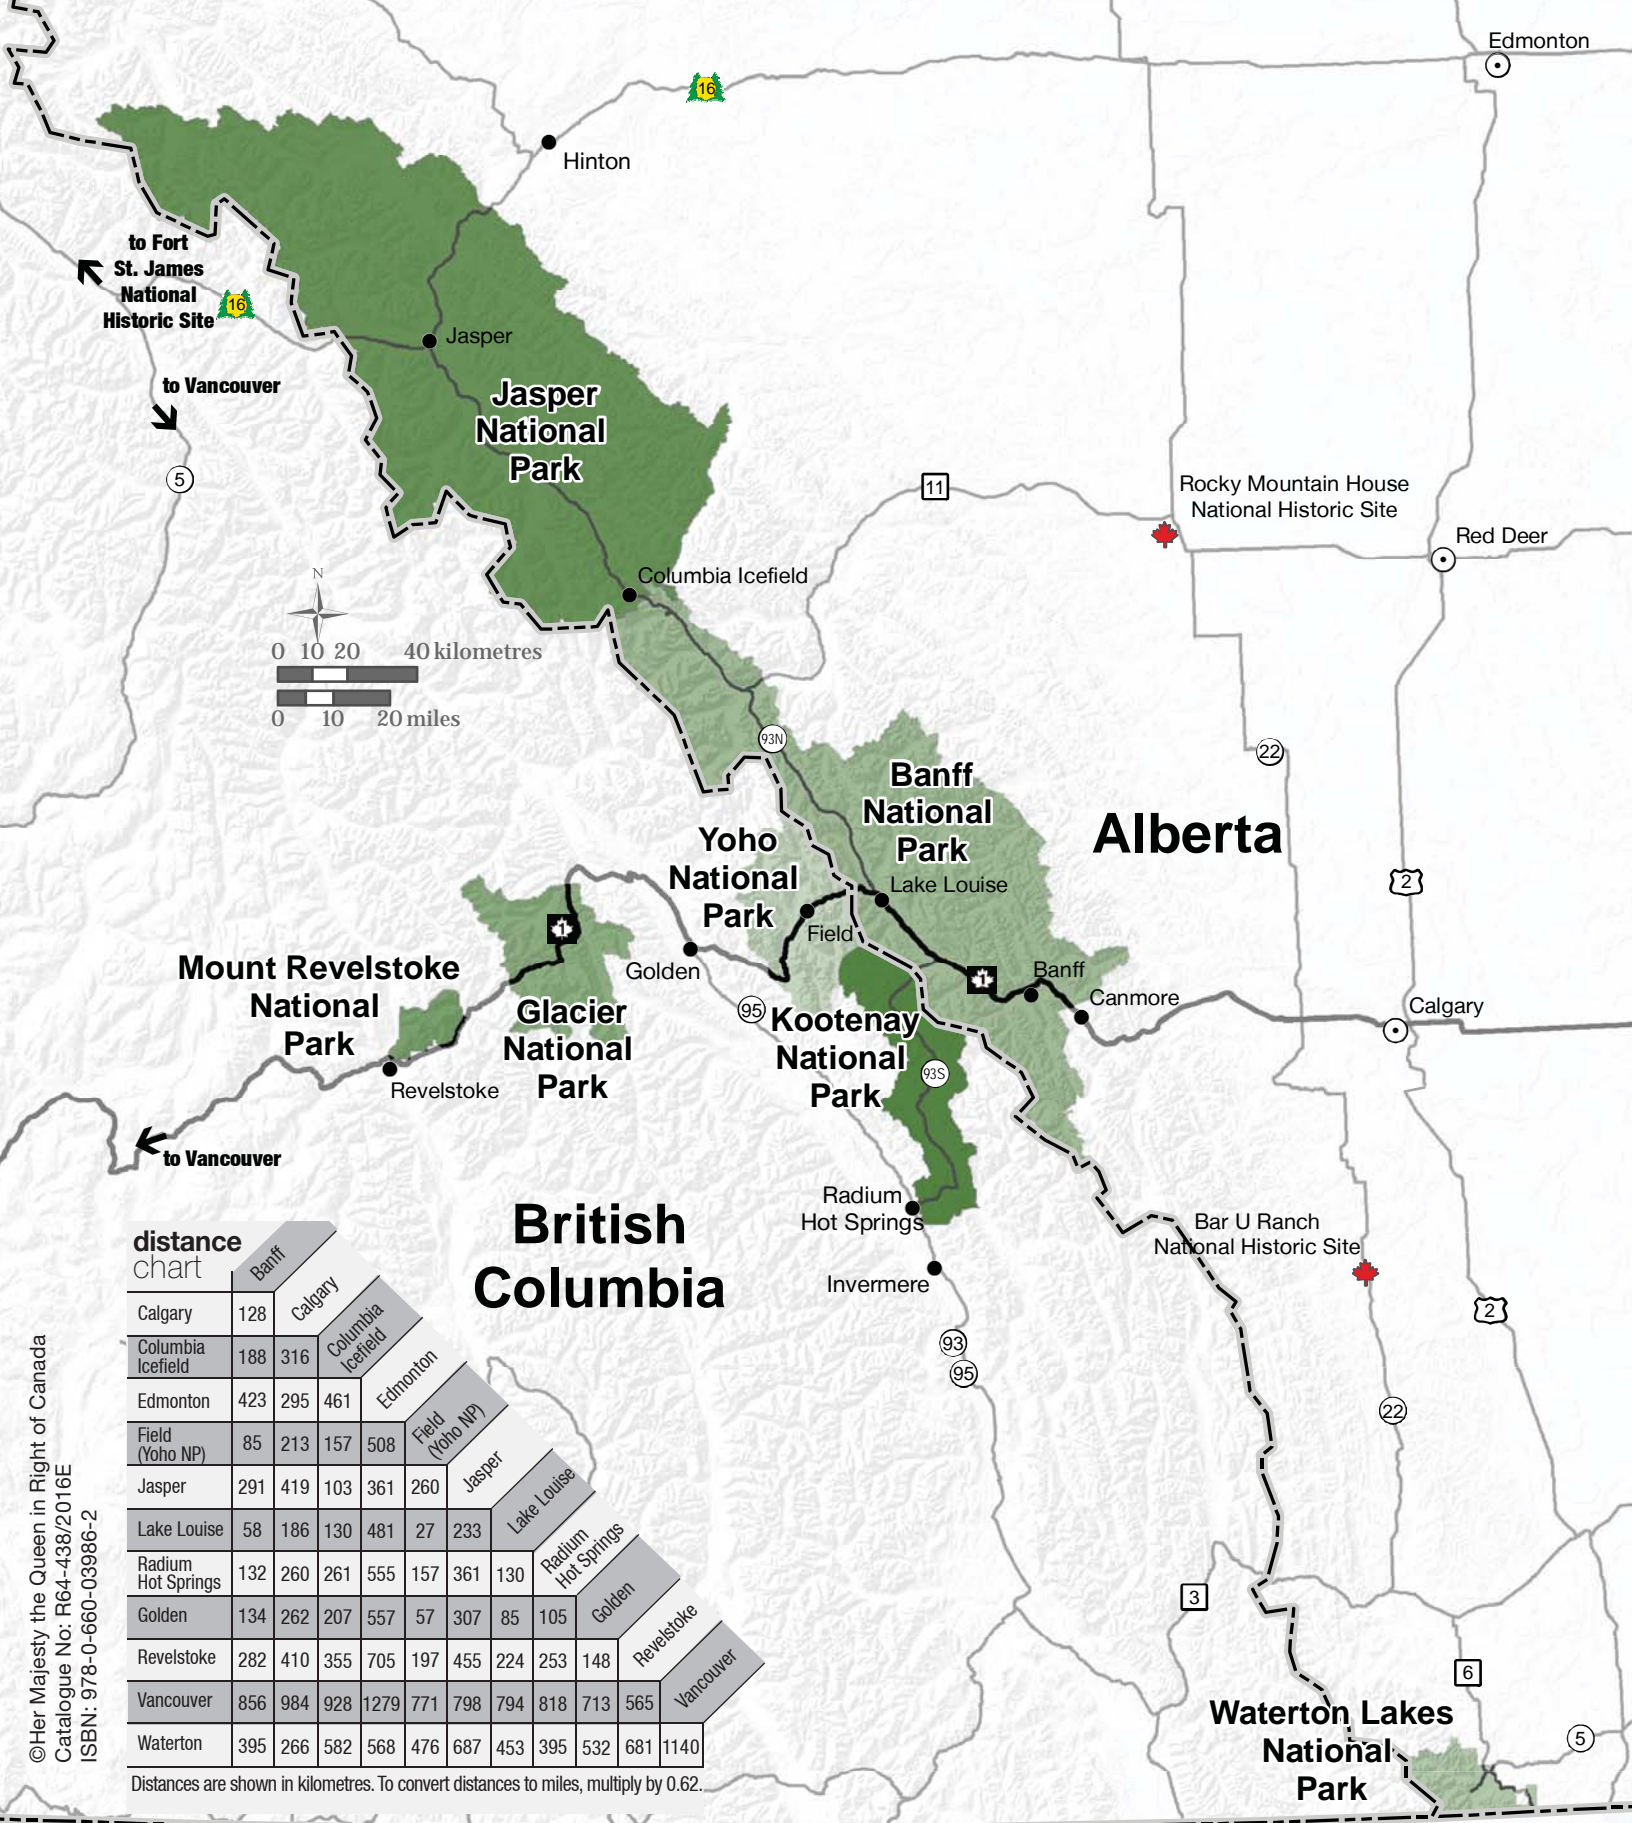 Edmonton
16
Hinton
to Fort
St. James
National
Historic Site
16
Jasper
to Vancouver
Jasper
National
Park
5
11
Rocky Mountain House
National Historic Site
Red Deer
Columbia Icefield
N
0 10 20 40 kilometres
0 10 20 miles
93N
22
Banff
National
Park
Alberta
Yoho
National
Park
2
Lake Louise
1
Field
Mount Revelstoke
National
Park
Golden
1
Banff
Canmore
Calgary
95
Glacier
National
Park
Kootenay
National
Park
93S
Revelstoke
to Vancouver
Radium
Hot Springs
British
Columbia
Bar U Ranch
National Historic Site
Invermere
2
93
95
22
3
6
Waterton Lakes
National
Park
5
distance
chart
Banff
Calgary
Columbia
Icefield
Edmonton
Field
(Yoho NP)
Jasper
Lake Louise
Radium
Hot Springs
Golden
Revelstoke
Vancouver
Calgary 128
Columbia
Icefield 188 316
Edmonton 423 295 461
Field
(Yoho NP) 85 213 157 508
Jasper 291 419 103 361 260
Lake Louise 58 186 130 481 27 233
Radium
Hot Springs 132 260 261 555 157 361 130
Golden 134 262 207 557 57 307 85 105
Revelstoke 282 410 355 705 197 455 224 253 148
Vancouver 856 984 928 1279 771 798 794 818 713 565
Waterton 395 266 582 568 476 687 453 395 532 681 1140
Distances are shown in kilometres. To convert distances to miles, multiply by 0.62.
©Her Majesty the Queen in Right of Canada
Catalogue No: R64-438/2016E
ISBN: 978-0-660-03986-2